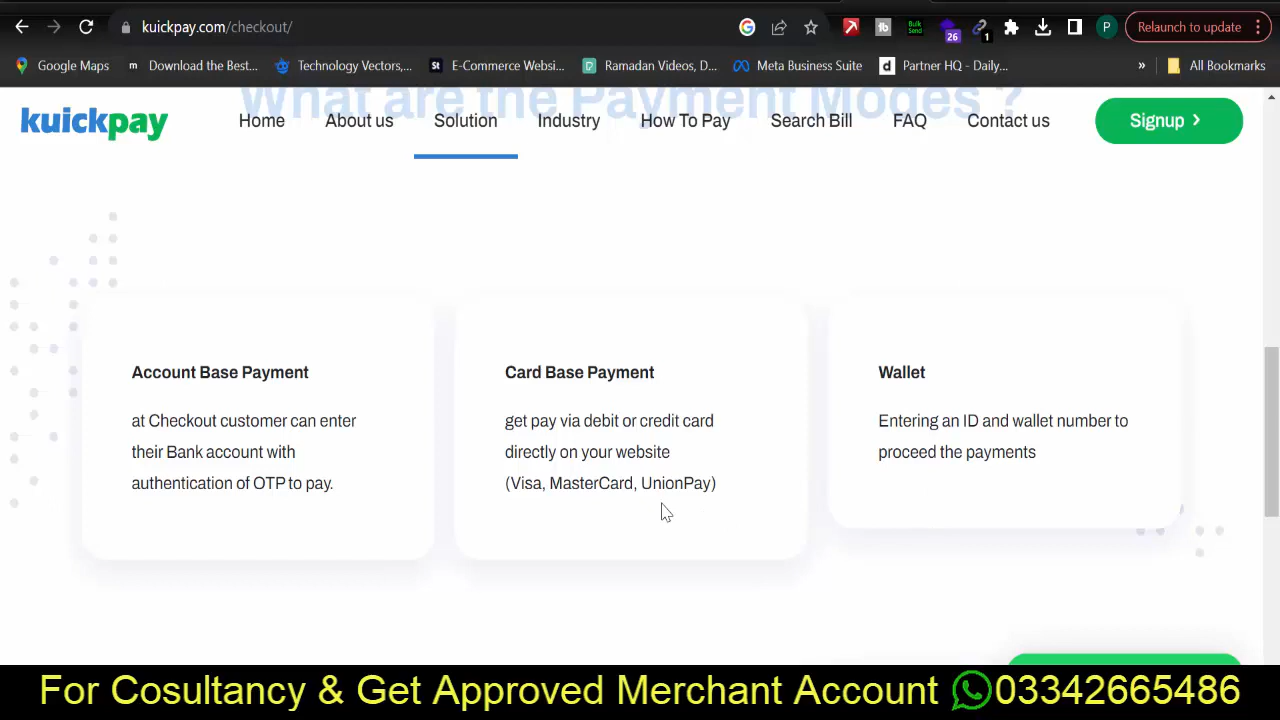 kuickpay.com/checkout/
Bulk Send
26
1
P
Relaunch to update
Google Maps
m Download the Best...
Technology Vectors,...
St E-Commerce Websi...
Ramadan Videos, D...
Meta Business Suite
d Partner HQ - Daily...
»
All Bookmarks
What are the Payment Modes ?
kuickpay
Home
About us
Solution
Industry
How To Pay
Search Bill
FAQ
Contact us
Signup
Account Base Payment
at Checkout customer can enter
their Bank account with
authentication of OTP to pay.
Card Base Payment
get pay via debit or credit card
directly on your website
(Visa, MasterCard, UnionPay)
Wallet
Entering an ID and wallet number to
proceed the payments
For Cosultancy & Get Approved Merchant Account 03342665486